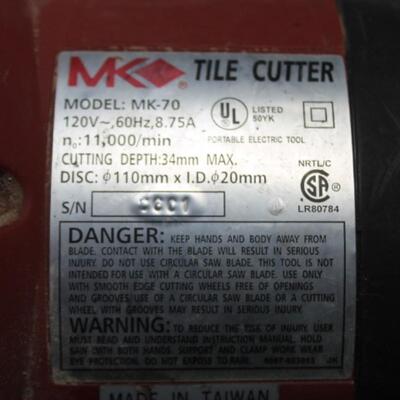 MK TILE CUTTER
MODEL: MK-70
120V~,60Hz,8.75A
n₀:11,000/min
CUTTING DEPTH:34mm MAX.
DISC: ϕ110mm x I.D.ϕ20mm
S/N
UL LISTED
50YK
PORTABLE ELECTRIC TOOL
NRTL/C
LR80784
DANGER: KEEP HANDS AND BODY AWAY FROM
BLADE. CONTACT WITH THE BLADE WILL RESULT IN SERIOUS
INJURY. DO NOT USE CIRCULAR SAW BLADE. THIS TOOL IS NOT
INTENDED FOR USE WITH A CIRCULAR SAW BLADE. USE ONLY
WITH SMOOTH EDGE CUTTING WHEELS FREE OF OPENINGS
AND GROOVES, USE OF A CIRCULAR SAW BLADE OR A CUTTING
WHEEL WITH GROOVES MAY RESULT IN SERIOUS INJURY
WARNING: TO REDUCE THE RISK OF INJURY, USER
MUST READ AND UNDERSTAND INSTRUCTION MANUAL, HOLD
SAW WITH BOTH HANDS. SUPPORT AND CLAMP WORK WEAR
EYE PROTECTION DO NOT EXPOSED TO RAIN.
MADE IN TAIWAN